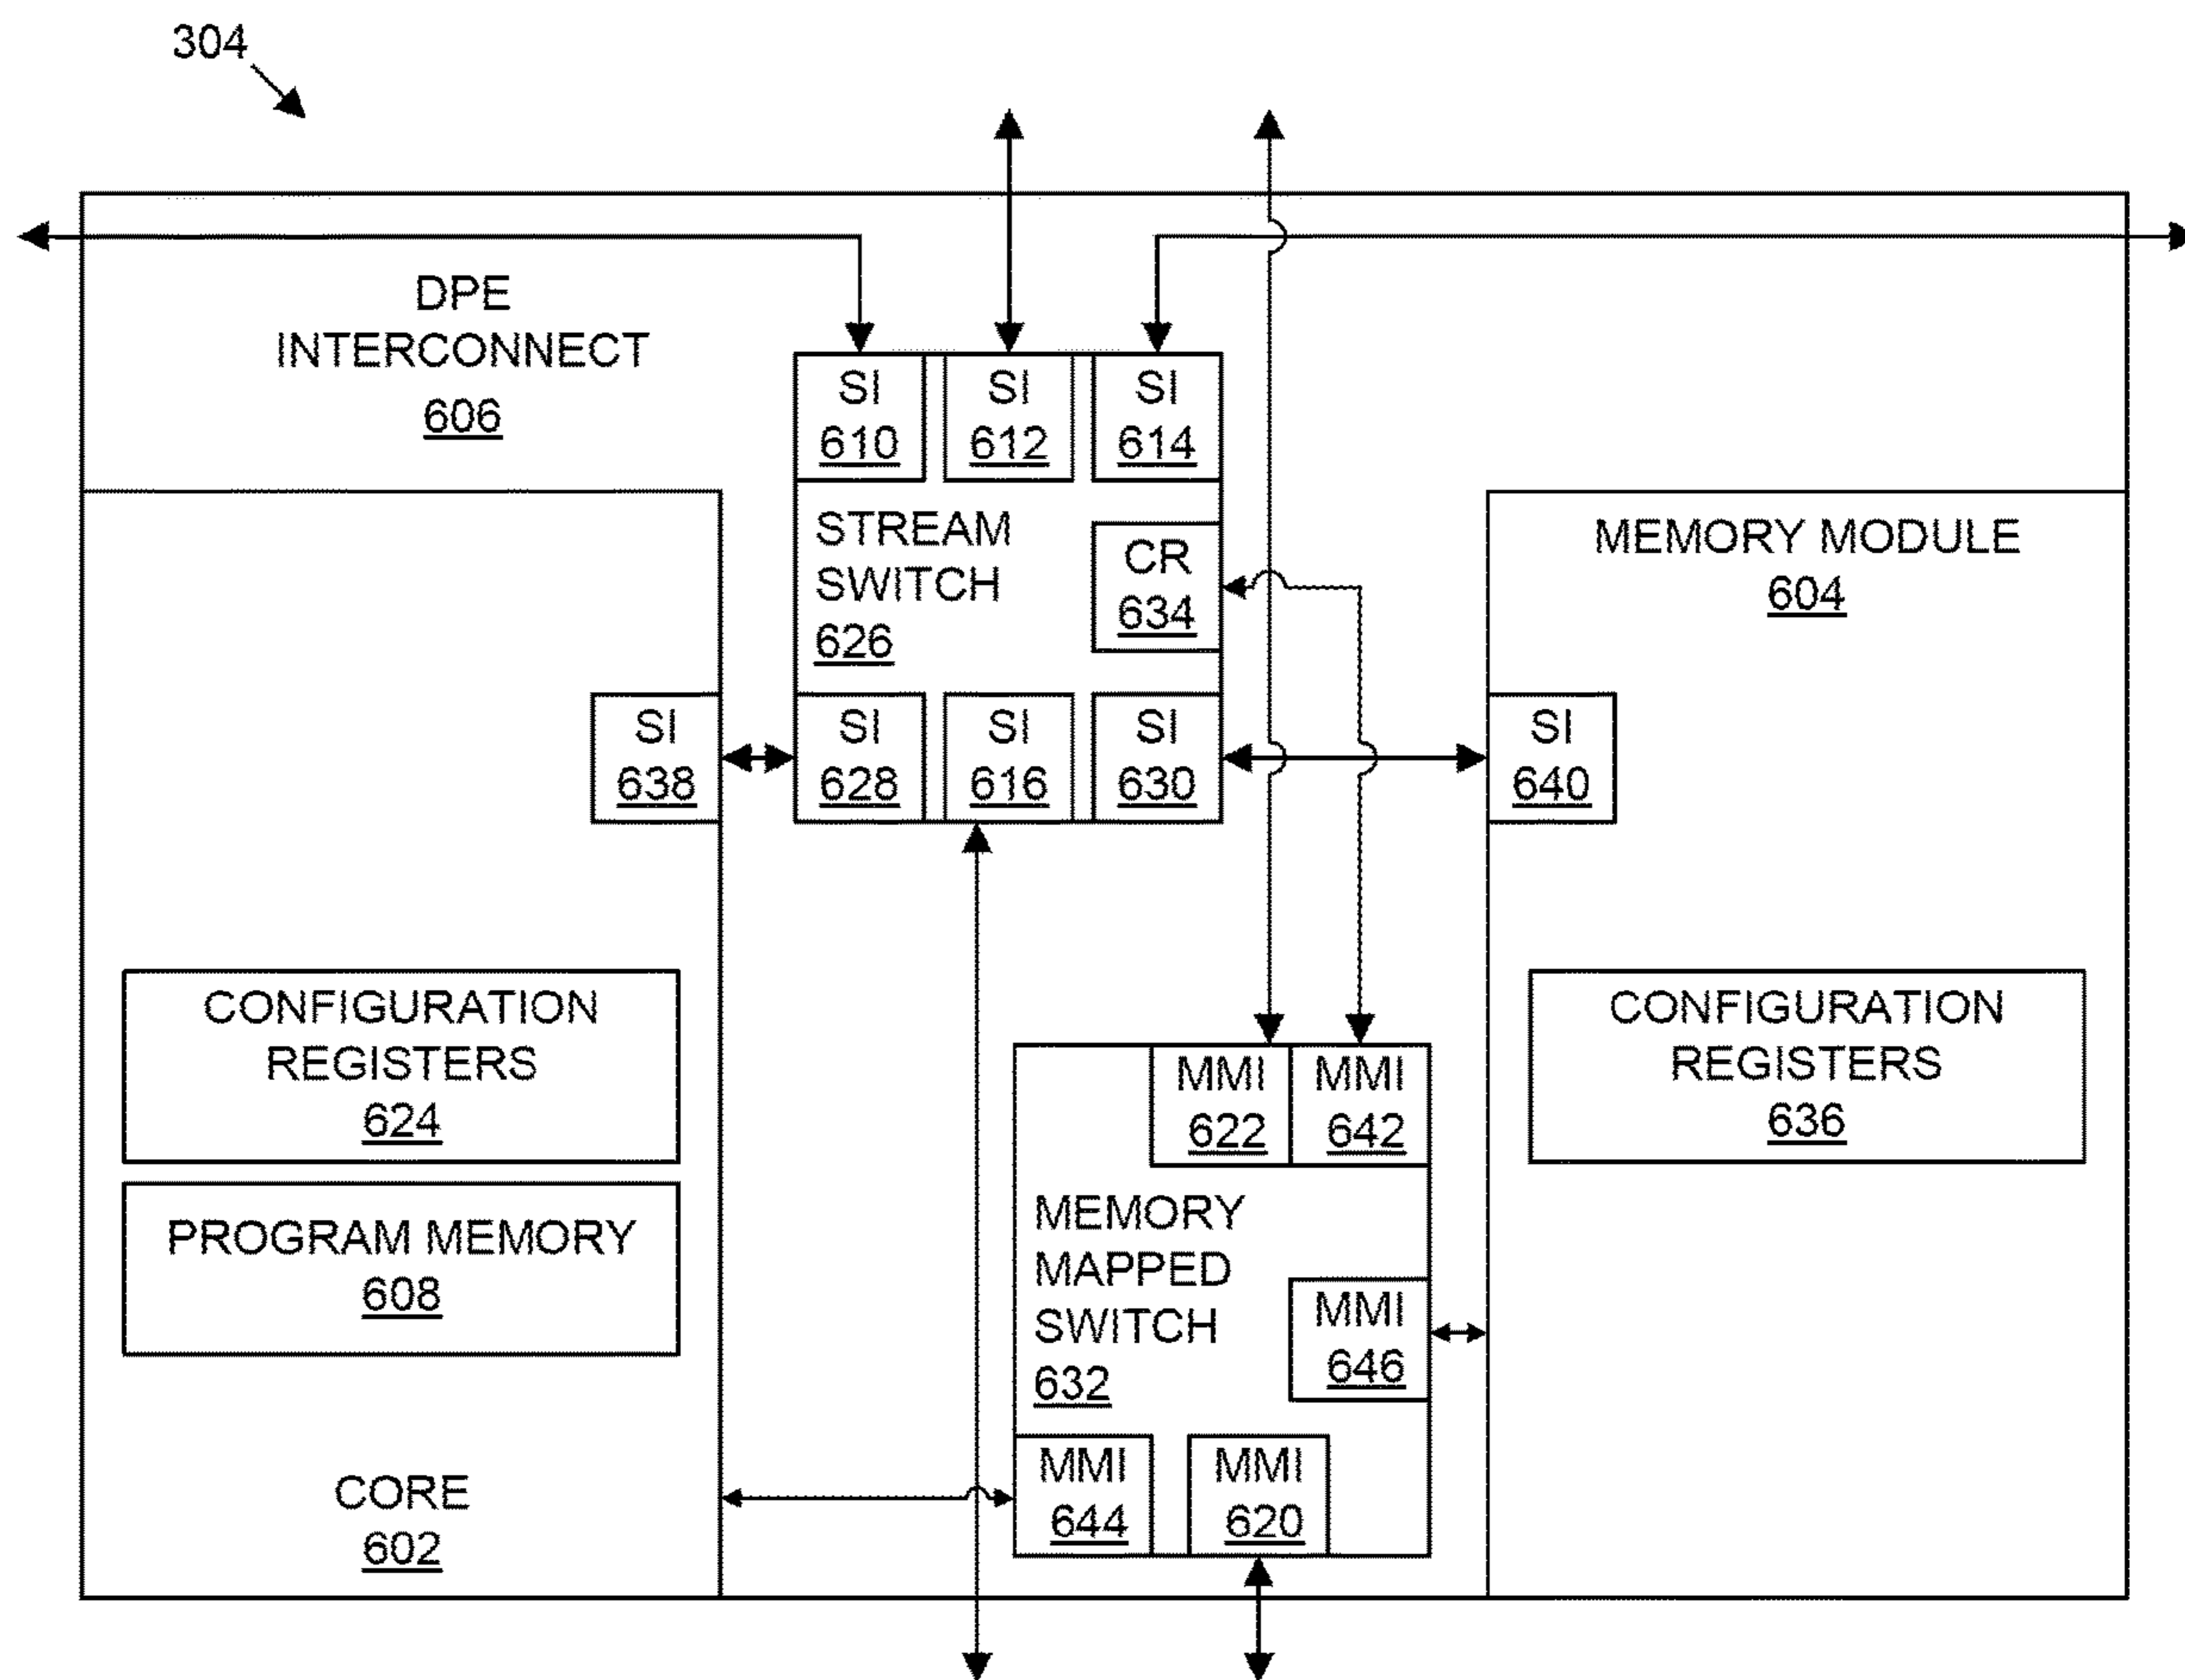 304
DPE
INTERCONNECT
606
SI
610
SI
612
SI
614
STREAM
SWITCH
626
CR
634
SI
628
SI
616
SI
630
SI
638
SI
640
MEMORY MODULE
604
CONFIGURATION
REGISTERS
624
PROGRAM MEMORY
608
CORE
602
MMI
622
MMI
642
MEMORY
MAPPED
SWITCH
632
MMI
646
MMI
644
MMI
620
CONFIGURATION
REGISTERS
636